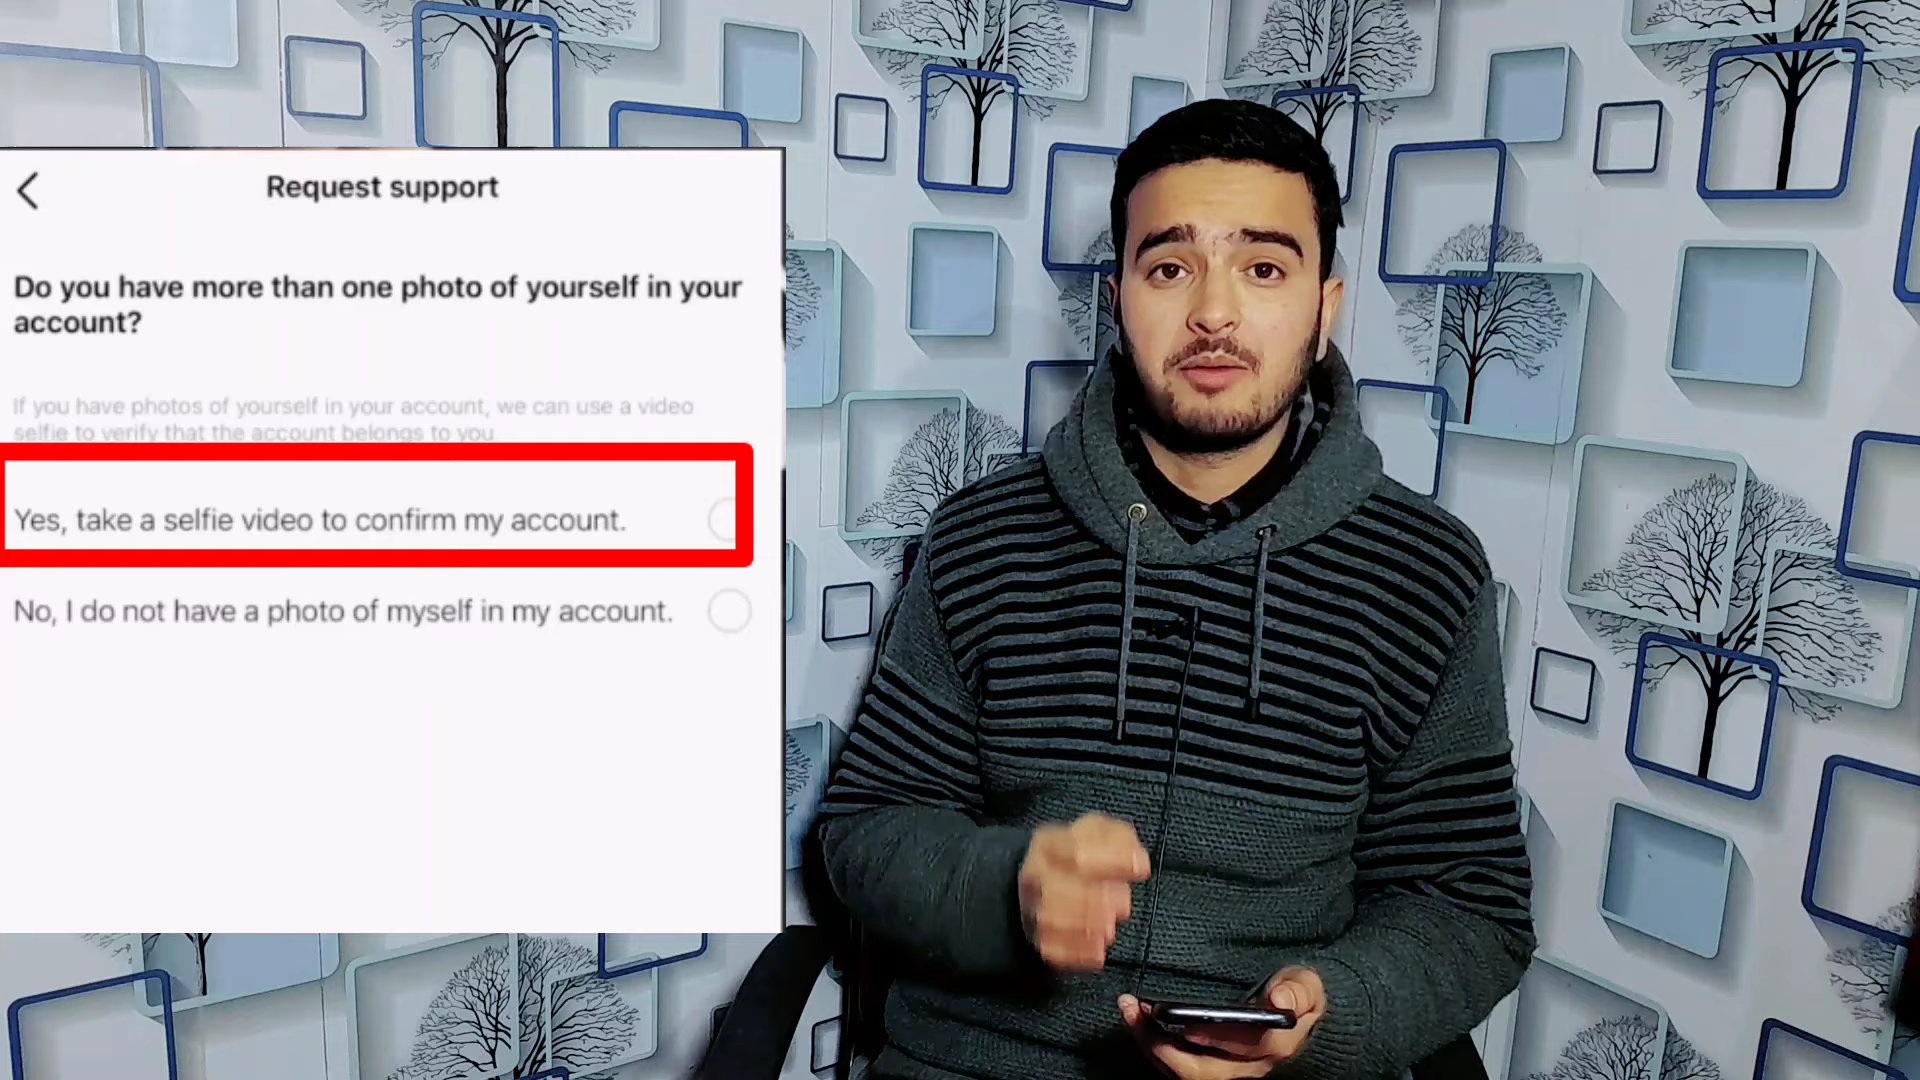 Request support
Do you have more than one photo of yourself in your
account?
If you have photos of yourself in your account, we can use a video
selfie to verify that the account belongs to you
Yes, take a selfie video to confirm my account.
No, I do not have a photo of myself in my account.